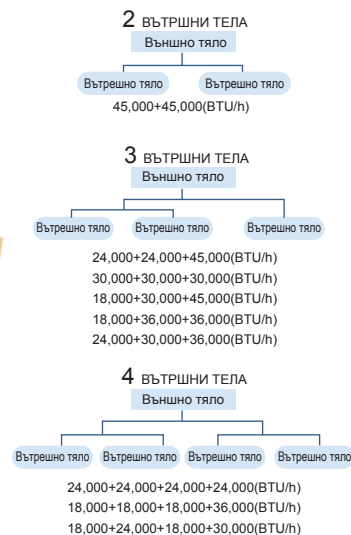 2 ВЪТРШНИ ТЕЛА
Външно тяло
Вътрешно тяло Вътрешно тяло
45,000+45,000(BTU/h)
3 ВЪТРШНИ ТЕЛА
Външно тяло
Вътрешно тяло Вътрешно тяло Вътрешно тяло
24,000+24,000+45,000(BTU/h)
30,000+30,000+30,000(BTU/h)
18,000+30,000+45,000(BTU/h)
18,000+36,000+36,000(BTU/h)
24,000+30,000+36,000(BTU/h)
4 ВЪТРШНИ ТЕЛА
Външно тяло
Вътрешно тяло Вътрешно тяло Вътрешно тяло Вътрешно тяло
24,000+24,000+24,000+24,000(BTU/h)
18,000+18,000+18,000+36,000(BTU/h)
18,000+24,000+18,000+30,000(BTU/h)